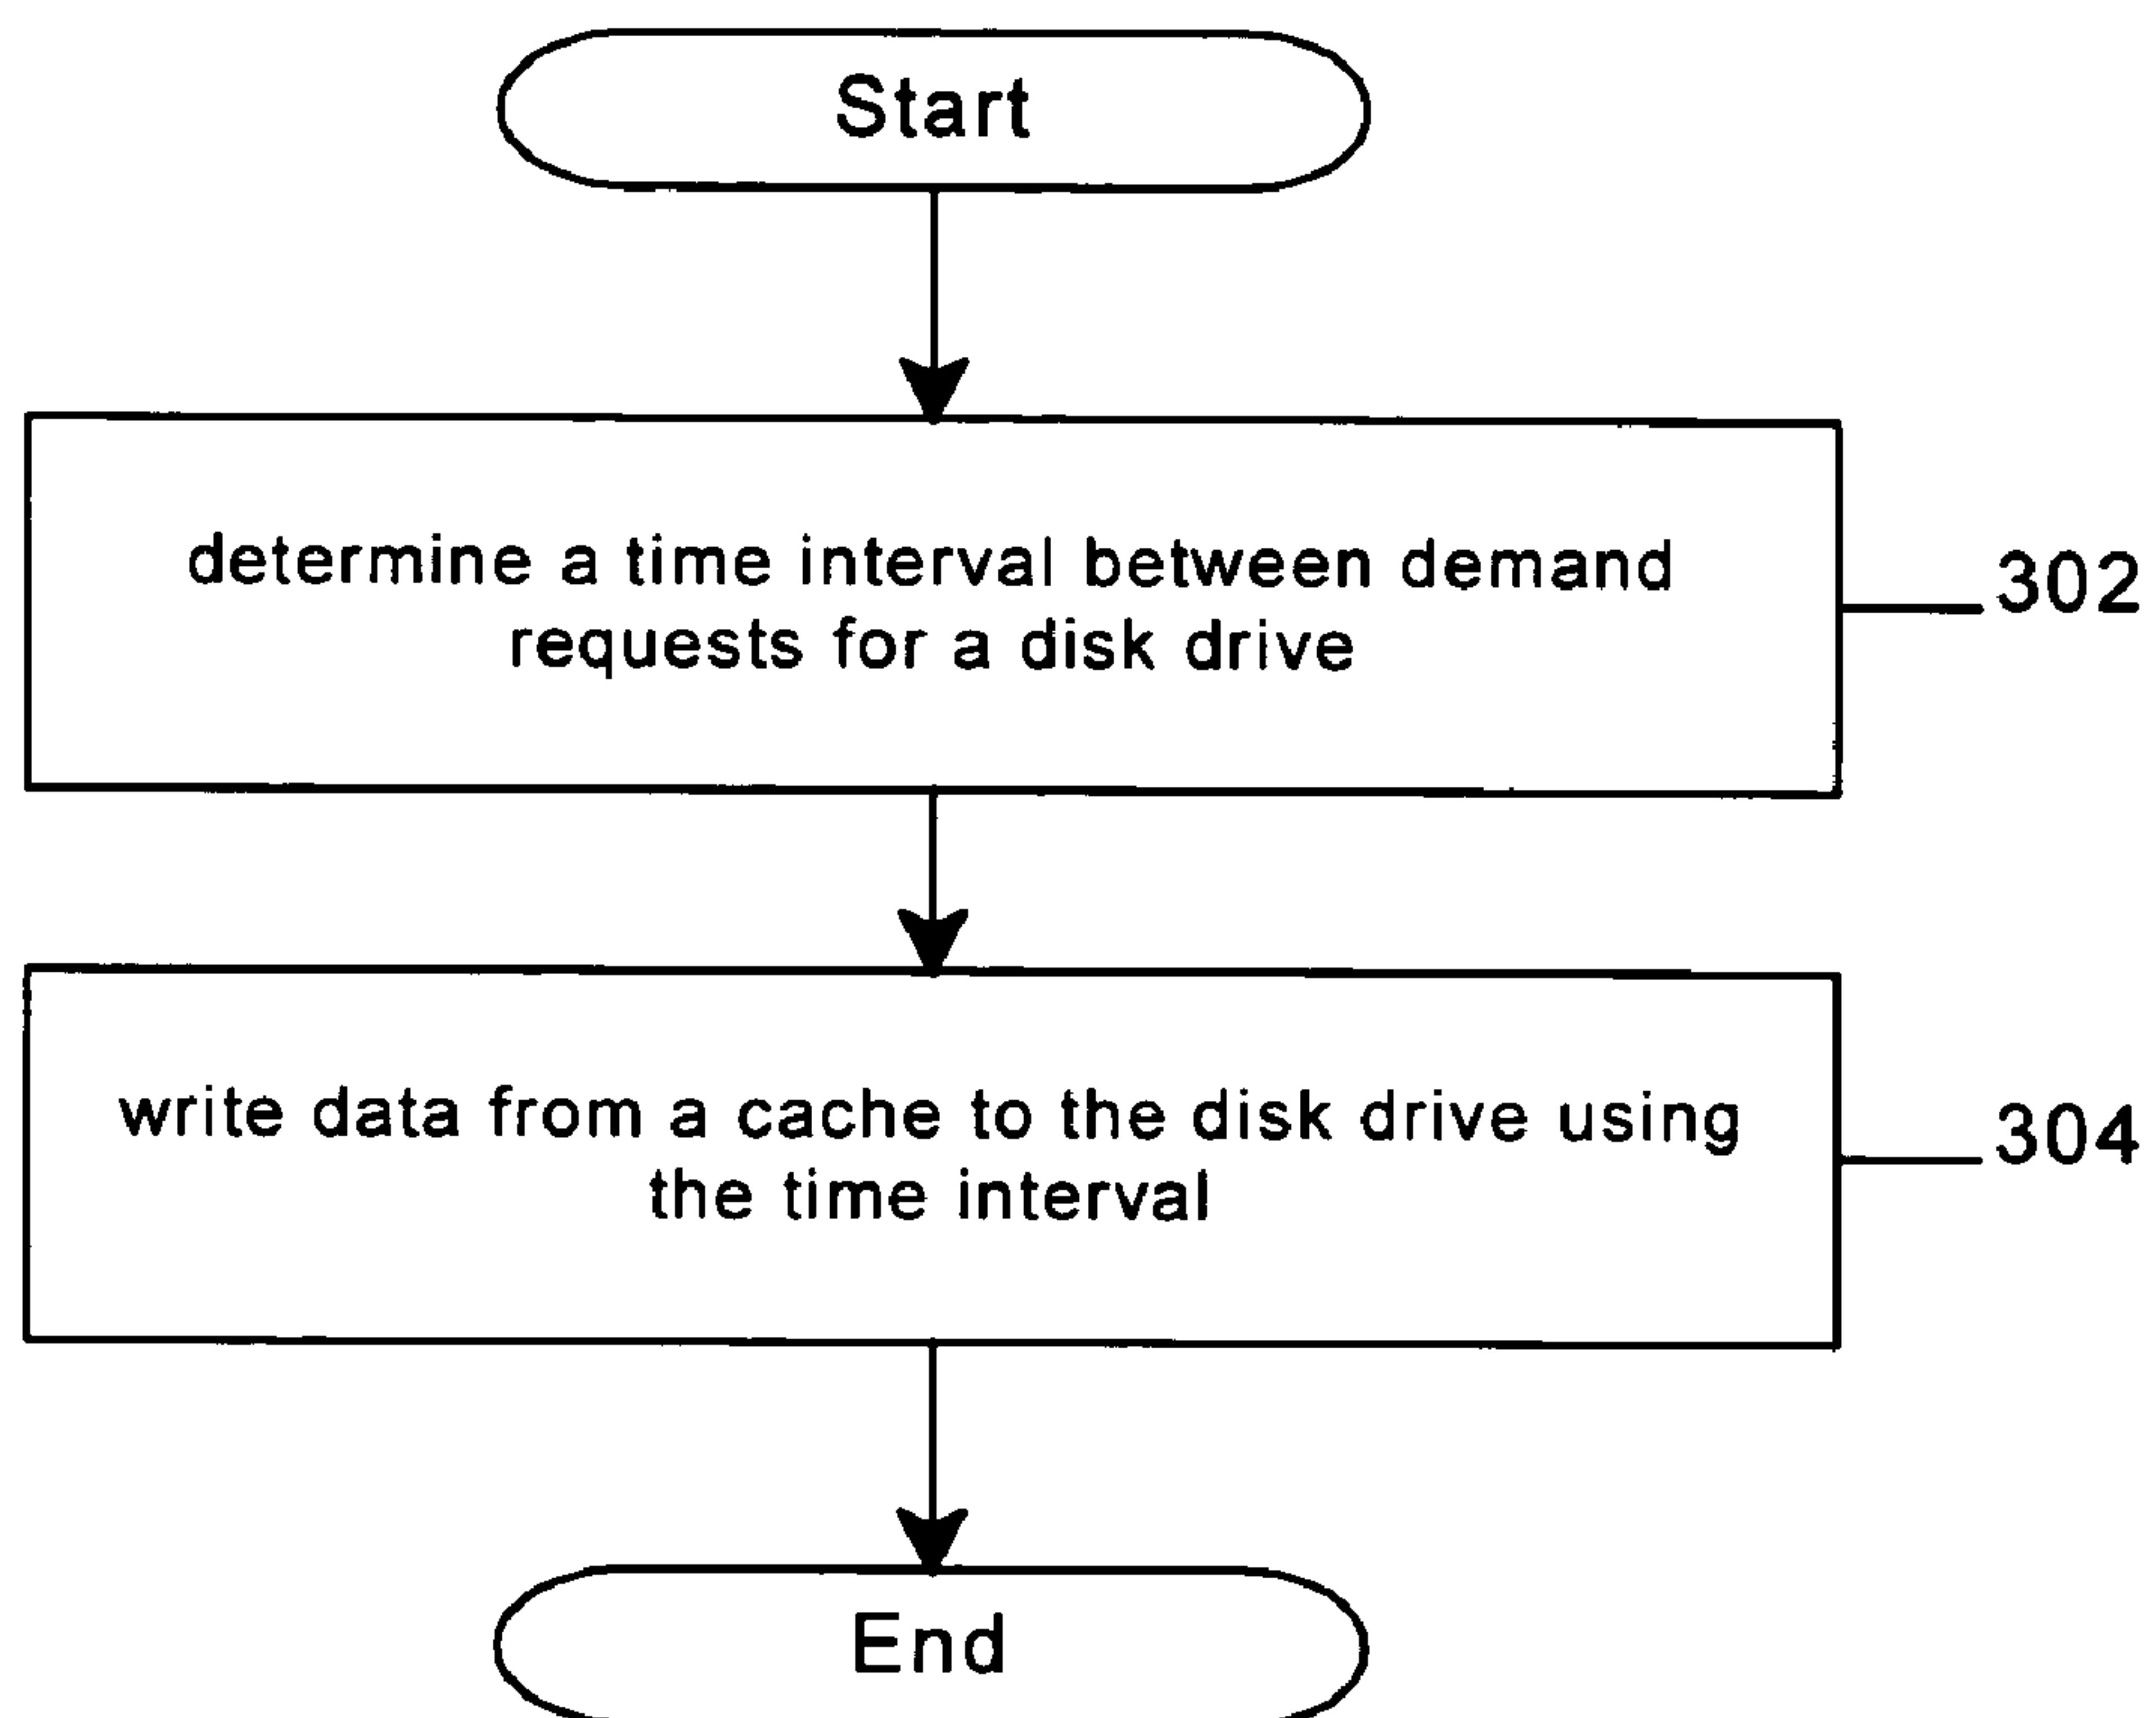 Start
determine a time interval between demand
requests for a disk drive
302
write data from a cache to the disk drive using
the time interval
304
End